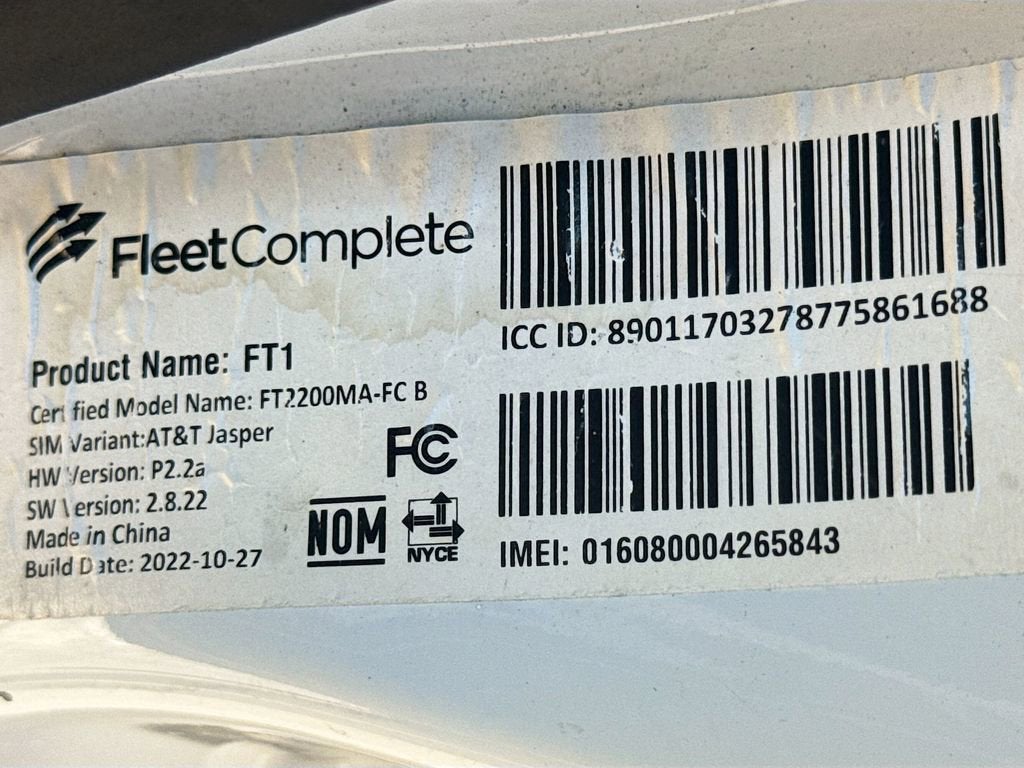 FleetComplete
Product Name: FT1
Certified Model Name: FT2200MA-FC B
SIM Variant:AT&T Jasper
HW Version: P2.2a
SW Version: 2.8.22
Made in China
Build Date: 2022-10-27
FC
NOM
NYCE
ICC ID: 89011703278775861688
IMEI: 016080004265843